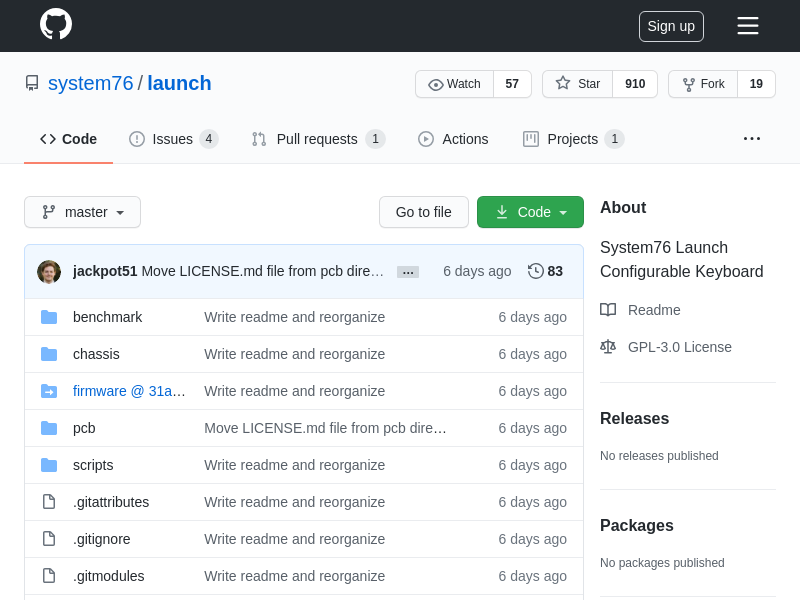 Sign up
system76 / launch
Watch 57 Star 910 Fork 19
Code Issues 4 Pull requests 1 Actions Projects 1 ...
master Go to file Code
jackpot51 Move LICENSE.md file from pcb dire… ... 6 days ago 83
benchmark Write readme and reorganize 6 days ago
chassis Write readme and reorganize 6 days ago
firmware @ 31a… Write readme and reorganize 6 days ago
pcb Move LICENSE.md file from pcb dire… 6 days ago
scripts Write readme and reorganize 6 days ago
.gitattributes Write readme and reorganize 6 days ago
.gitignore Write readme and reorganize 6 days ago
.gitmodules Write readme and reorganize 6 days ago
About
System76 Launch
Configurable Keyboard
Readme
GPL-3.0 License
Releases
No releases published
Packages
No packages published